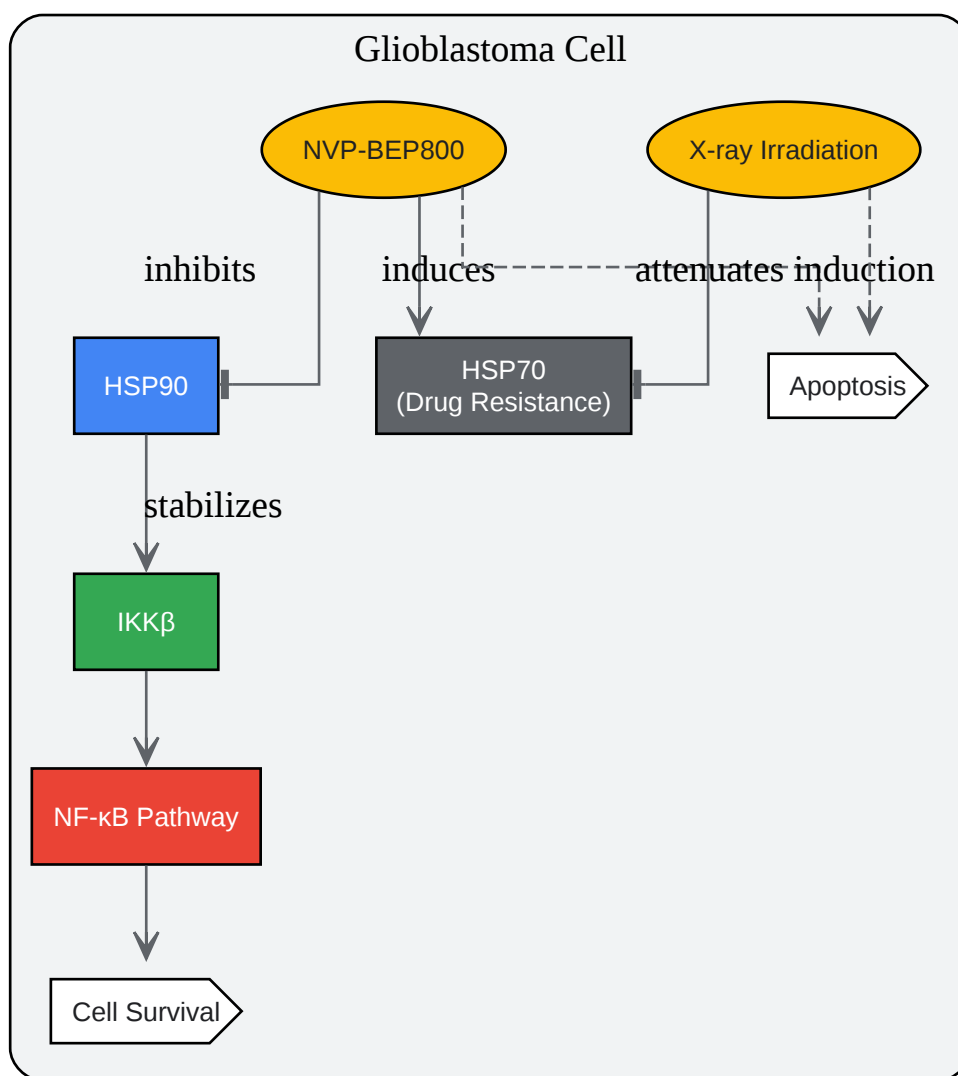 Glioblastoma Cell
NVP-BEP800
X-ray Irradiation
inhibits
induces
attenuates induction
HSP90
HSP70
(Drug Resistance)
Apoptosis
stabilizes
IKKβ
NF-κB Pathway
Cell Survival